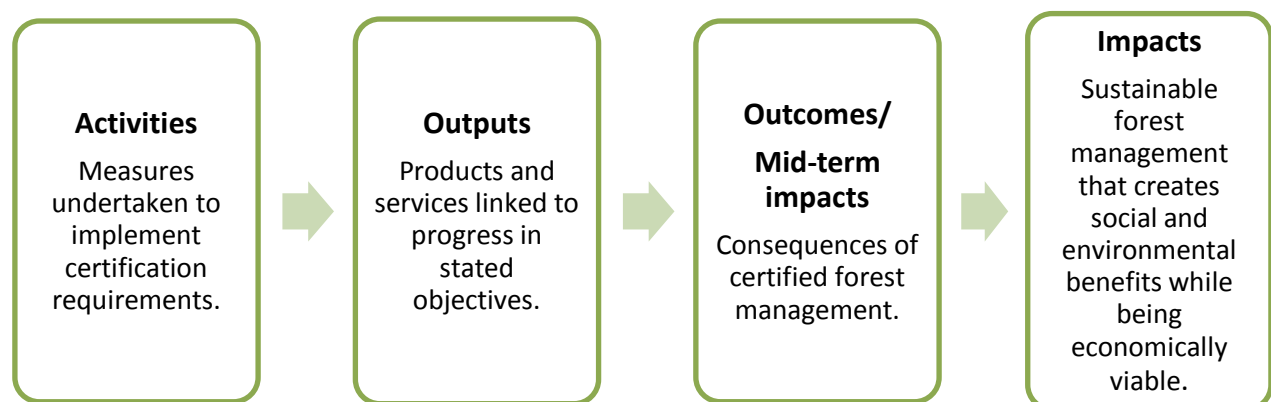 Activities
Measures
undertaken to
implement
certification
requirements.
Outputs
Products and
services linked to
progress in
stated
objectives.
Outcomes/
Mid-term
impacts
Consequences of
certified forest
management.
Impacts
Sustainable
forest
management
that creates
social and
environmental
benefits while
being
economically
viable.